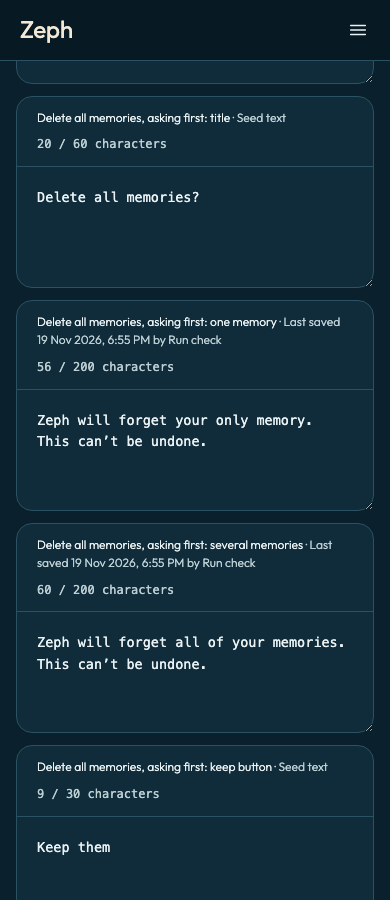 Zeph
Delete all memories, asking first: title · Seed text
20 / 60 characters
Delete all memories?
Delete all memories, asking first: one memory · Last saved
19 Nov 2026, 6:55 PM by Run check
56 / 200 characters
Zeph will forget your only memory.
This can’t be undone.
Delete all memories, asking first: several memories · Last
saved 19 Nov 2026, 6:55 PM by Run check
60 / 200 characters
Zeph will forget all of your memories.
This can’t be undone.
Delete all memories, asking first: keep button · Seed text
9 / 30 characters
Keep them